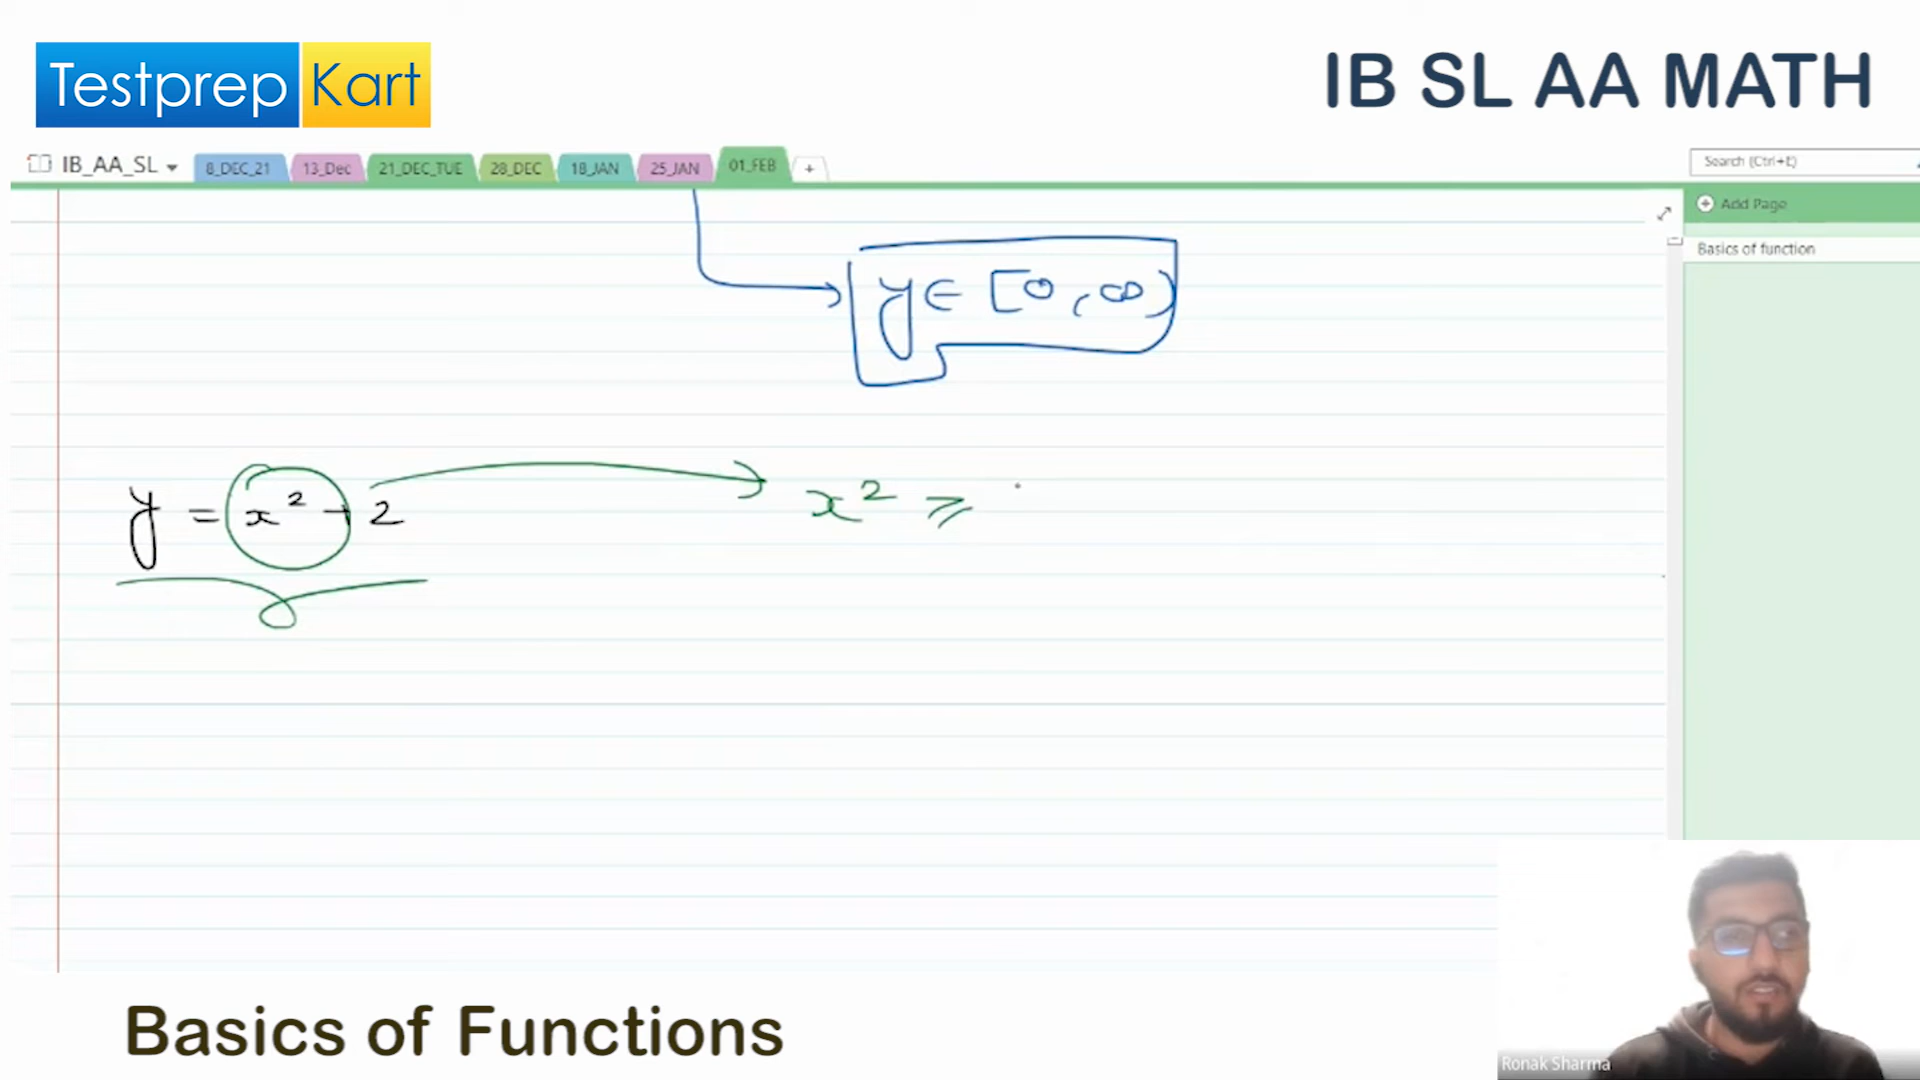 Testprep Kart
IB SL AA MATH
IB_AA_SL 8_DEC_21 13_Dec 21_DEC_TUE 28_DEC 18_JAN 25_JAN 01_FEB +
Search (Ctrl+E)
Add Page
Basics of function
y ∈ [0, ∞)
y = x² - 2
x² ≥
Basics of Functions
Ronak Sharma